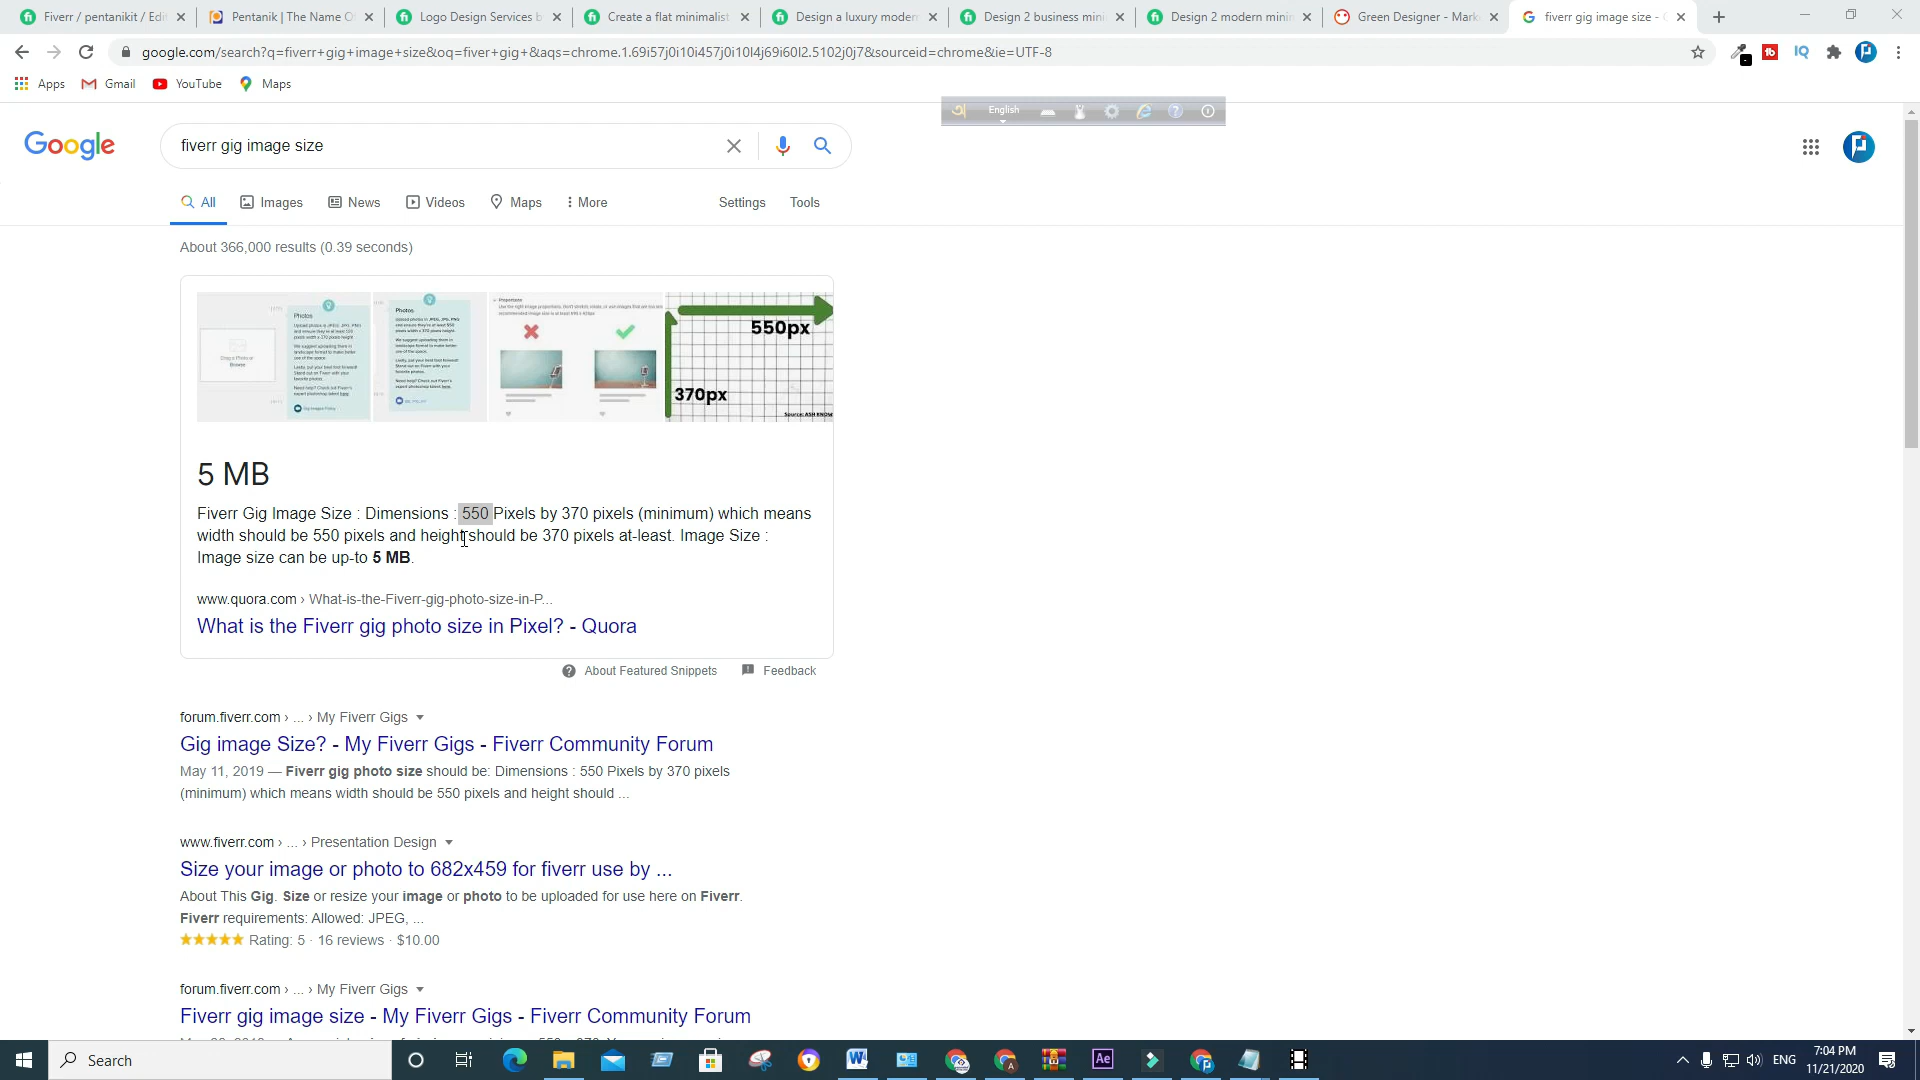 Fiverr / pentanikit / Edi
Pentanik | The Name O
Logo Design Services b
Create a flat minimalist
Design a luxury moder
Design 2 business mini
Design 2 modern minin
Green Designer - Mark
fiverr gig image size -
google.com/search?q=fiverr+gig+image+size&oq=fiver+gig+&aqs=chrome.1.69i57j0i10i457j0i10l4j69i60l2.5102j0j7&sourceid=chrome&ie=UTF-8
Apps
Gmail
YouTube
Maps
English
Google
fiverr gig image size
All
Images
News
Videos
Maps
More
Settings
Tools
About 366,000 results (0.39 seconds)
Photos
Photos
Proportions
550px
370px
5 MB
Fiverr Gig Image Size : Dimensions : 550 Pixels by 370 pixels (minimum) which means
width should be 550 pixels and height should be 370 pixels at-least. Image Size :
Image size can be up-to 5 MB.
www.quora.com › What-is-the-Fiverr-gig-photo-size-in-P...
What is the Fiverr gig photo size in Pixel? - Quora
About Featured Snippets
Feedback
forum.fiverr.com › ... › My Fiverr Gigs
Gig image Size? - My Fiverr Gigs - Fiverr Community Forum
May 11, 2019 — Fiverr gig photo size should be: Dimensions : 550 Pixels by 370 pixels
(minimum) which means width should be 550 pixels and height should ...
www.fiverr.com › ... › Presentation Design
Size your image or photo to 682x459 for fiverr use by ...
About This Gig. Size or resize your image or photo to be uploaded for use here on Fiverr.
Fiverr requirements: Allowed: JPEG, ...
Rating: 5 · 16 reviews · $10.00
forum.fiverr.com › ... › My Fiverr Gigs
Fiverr gig image size - My Fiverr Gigs - Fiverr Community Forum
Search
ENG
7:04 PM
11/21/2020